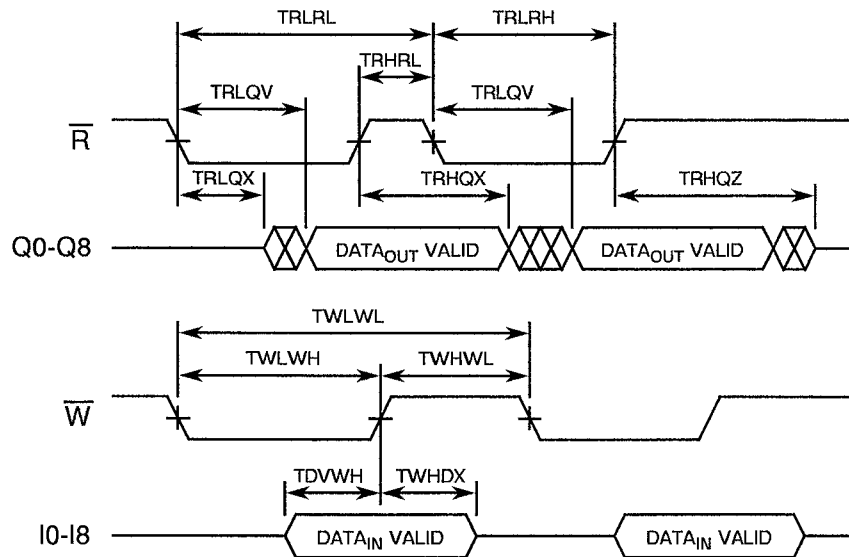 TRLRL TRLRH
TRHRL
TRLQV TRLQV
R
TRLQX TRHQX TRHQZ
Q0-Q8 DATAOUT VALID DATAOUT VALID
TWLWL
TWLWH TWHWL
W
TDVWH TWHDX
I0-I8 DATAIN VALID DATAIN VALID